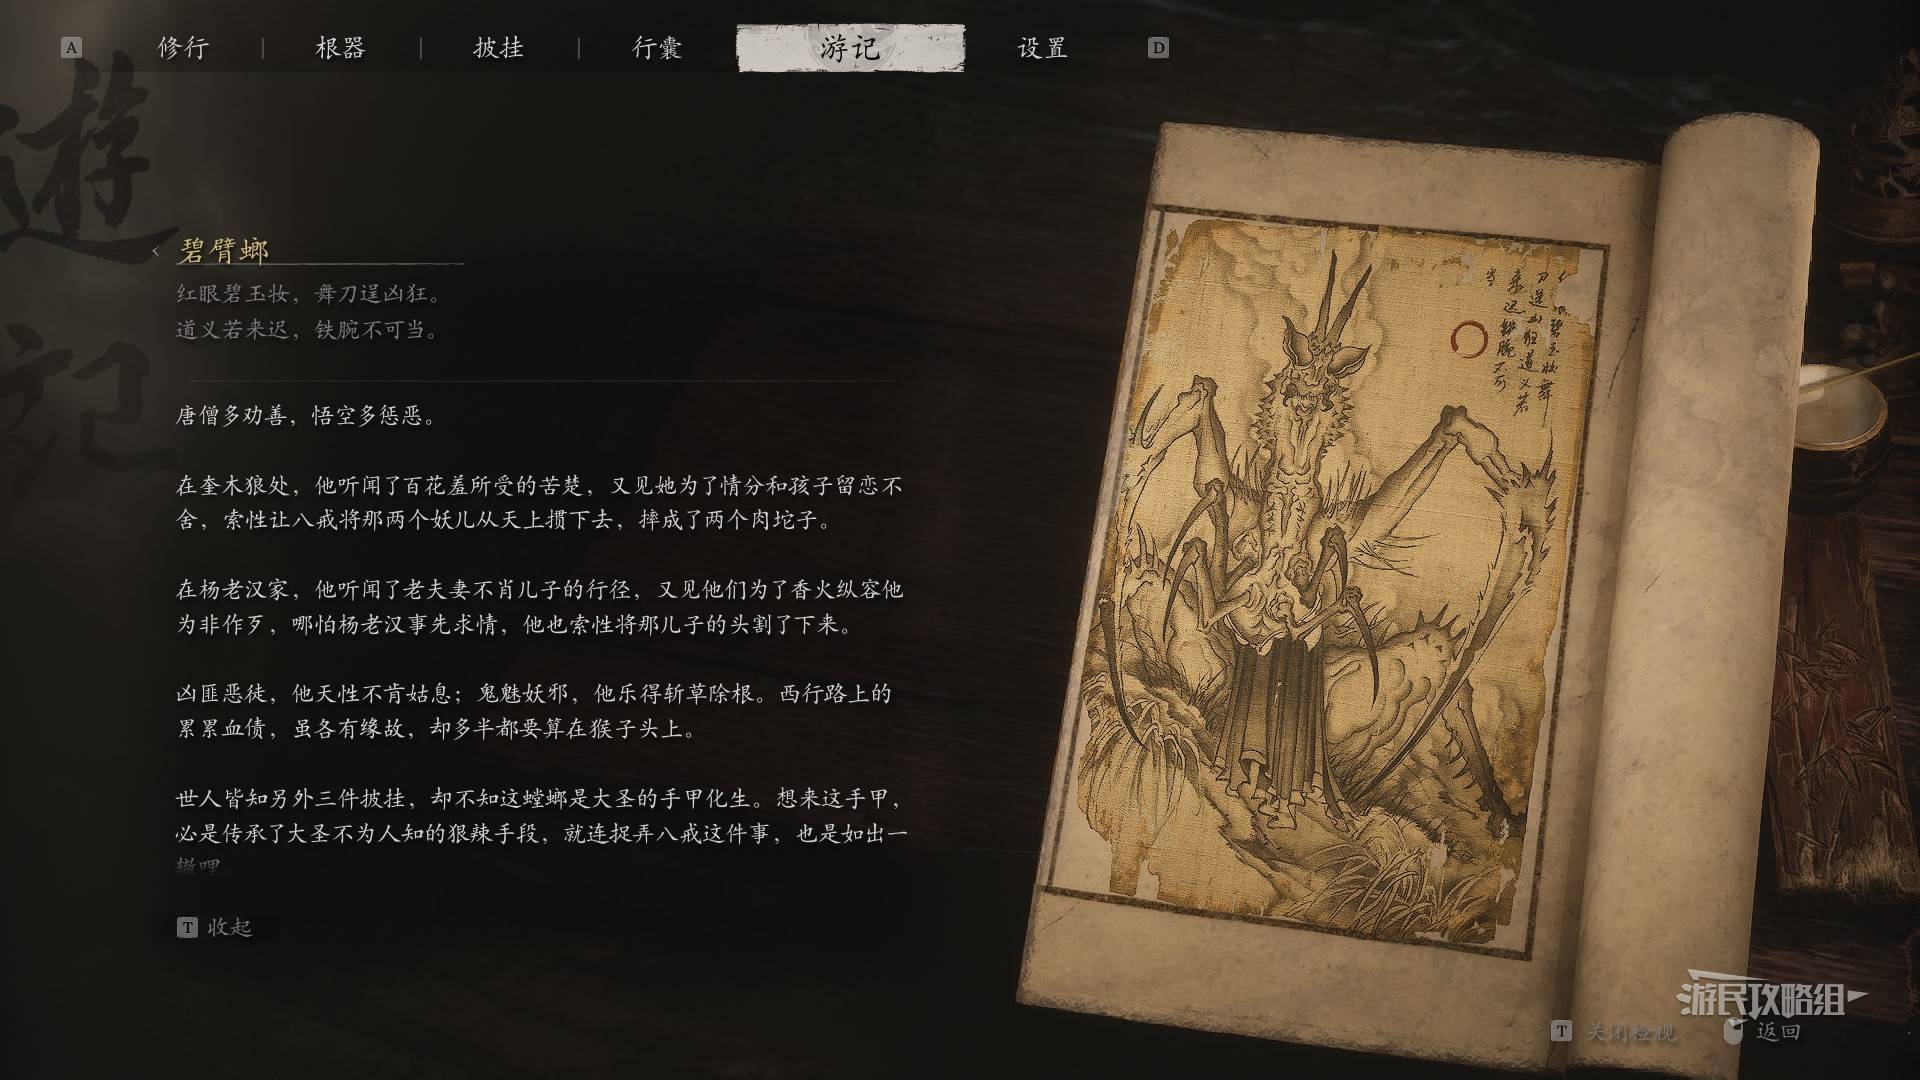 A 修行 | 根器 | 披挂 | 行囊 | 游记 | 设置 D
遊記
碧臂螂
红眼碧玉妆，舞刀逞凶狂。
道义若来迟，铁腕不可当。
唐僧多劝善，悟空多惩恶。
在奎木狼处，他听闻了百花羞所受的苦楚，又见她为了情分和孩子留恋不
舍，索性让八戒将那两个妖儿从天上掼下去，摔成了两个肉坨子。
在杨老汉家，他听闻了老夫妻不肖儿子的行径，又见他们为了香火纵容他
为非作歹，哪怕杨老汉事先求情，他也索性将那儿子的头割了下来。
凶匪恶徒，他天性不肯姑息；鬼魅妖邪，他乐得斩草除根。西行路上的
累累血债，虽各有缘故，却多半都要算在猴子头上。
世人皆知另外三件披挂，却不知这螳螂是大圣的手甲化生。想来这手甲，
必是传承了大圣不为人知的狠辣手段，就连捉弄八戒这件事，也是如出一
辙哩。
T 收起
碧玉妆舞
刀逞凶狂道义若
来迟铁腕不可
当
游民攻略组
T 关闭检视 返回